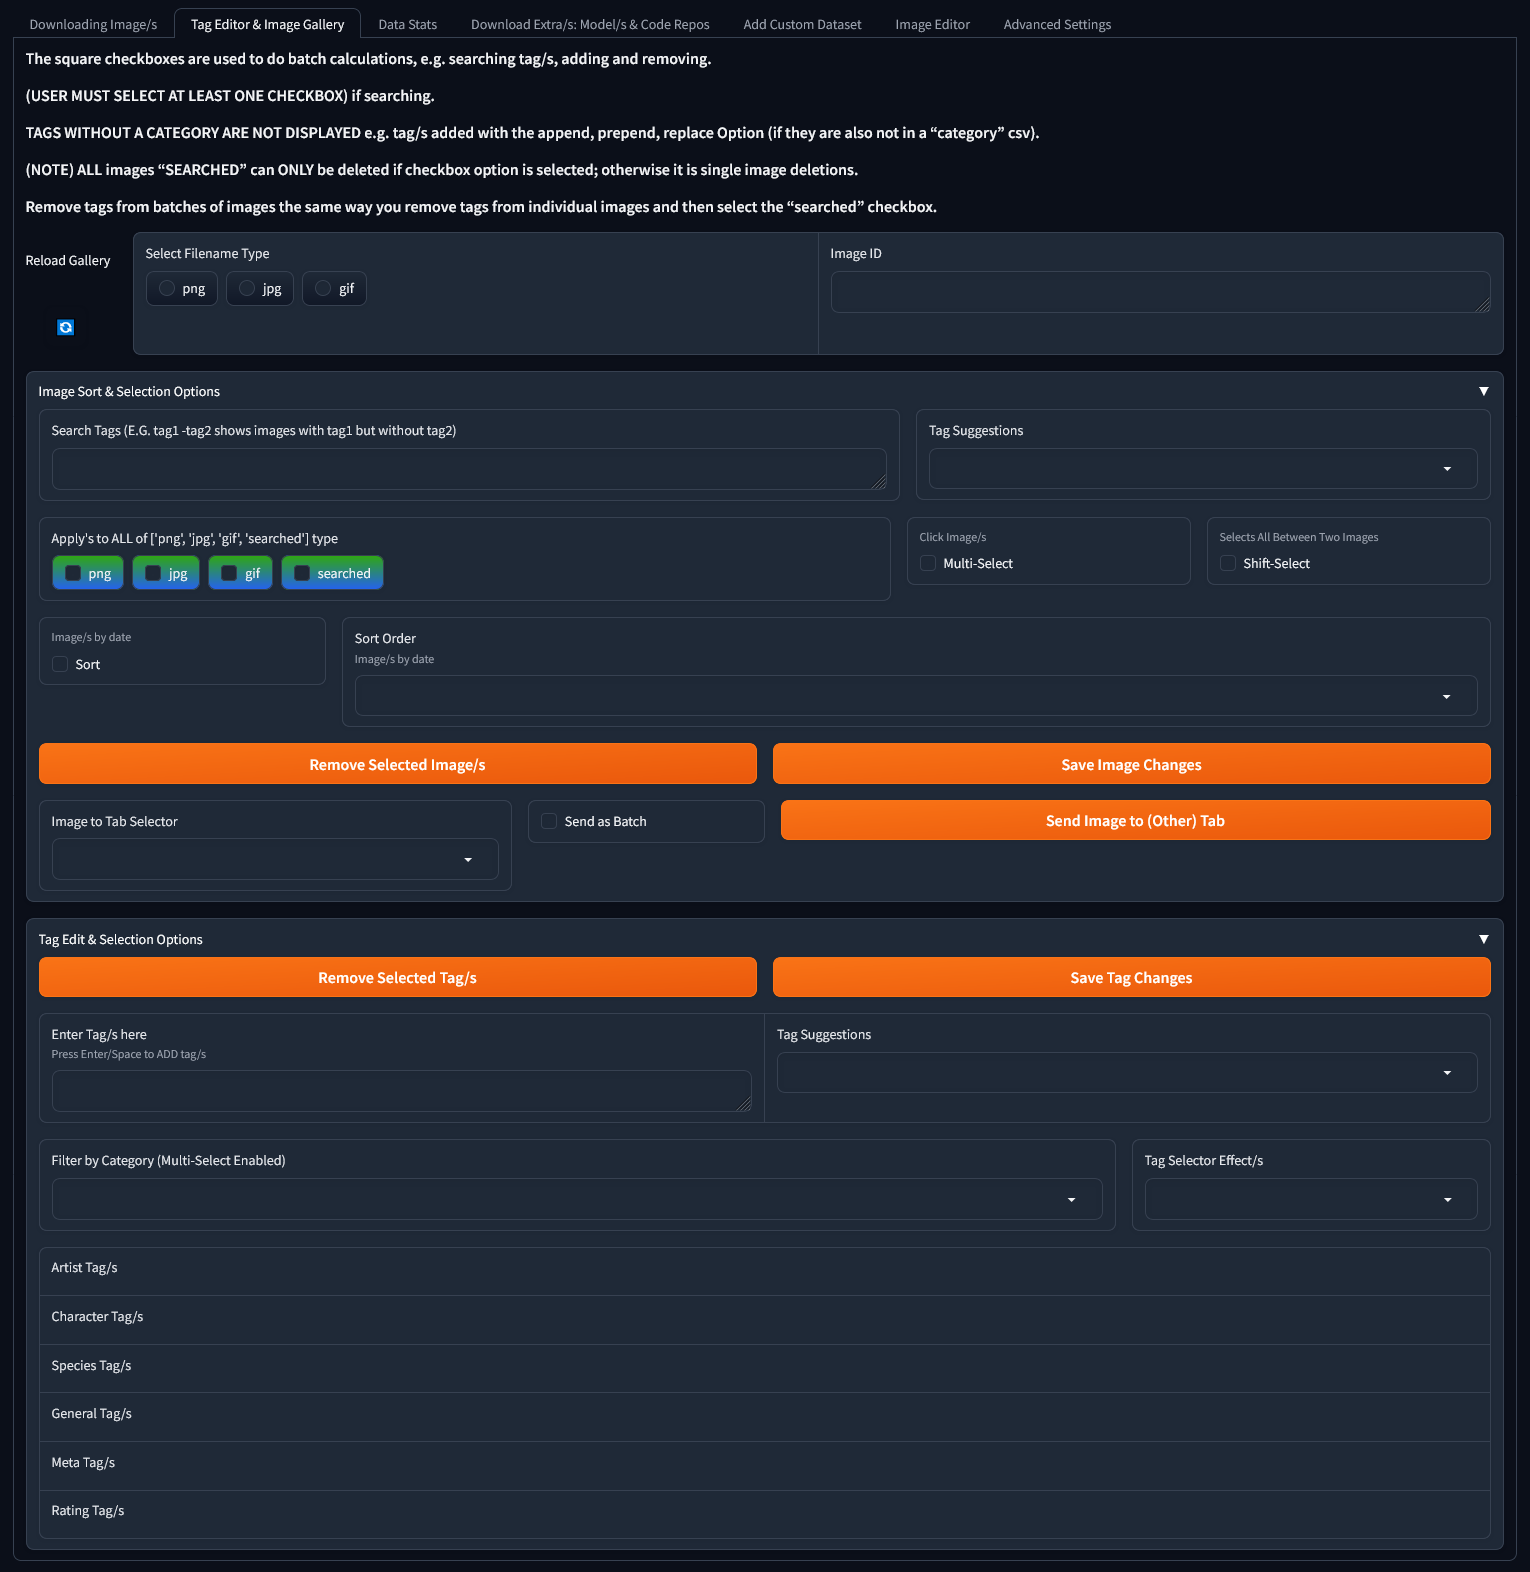 Downloading Image/s
Tag Editor & Image Gallery
Data Stats
Download Extra/s: Model/s & Code Repos
Add Custom Dataset
Image Editor
Advanced Settings
The square checkboxes are used to do batch calculations, e.g. searching tag/s, adding and removing.
(USER MUST SELECT AT LEAST ONE CHECKBOX) if searching.
TAGS WITHOUT A CATEGORY ARE NOT DISPLAYED e.g. tag/s added with the append, prepend, replace Option (if they are also not in a “category” csv).
(NOTE) ALL images “SEARCHED” can ONLY be deleted if checkbox option is selected; otherwise it is single image deletions.
Remove tags from batches of images the same way you remove tags from individual images and then select the “searched” checkbox.
Reload Gallery
Select Filename Type
png
jpg
gif
Image ID
Image Sort & Selection Options
Search Tags (E.G. tag1 -tag2 shows images with tag1 but without tag2)
Tag Suggestions
Apply's to ALL of ['png', 'jpg', 'gif', 'searched'] type
png
jpg
gif
searched
Click Image/s
Multi-Select
Selects All Between Two Images
Shift-Select
Image/s by date
Sort
Sort Order
Image/s by date
Remove Selected Image/s
Save Image Changes
Image to Tab Selector
Send as Batch
Send Image to (Other) Tab
Tag Edit & Selection Options
Remove Selected Tag/s
Save Tag Changes
Enter Tag/s here
Press Enter/Space to ADD tag/s
Tag Suggestions
Filter by Category (Multi-Select Enabled)
Tag Selector Effect/s
Artist Tag/s
Character Tag/s
Species Tag/s
General Tag/s
Meta Tag/s
Rating Tag/s